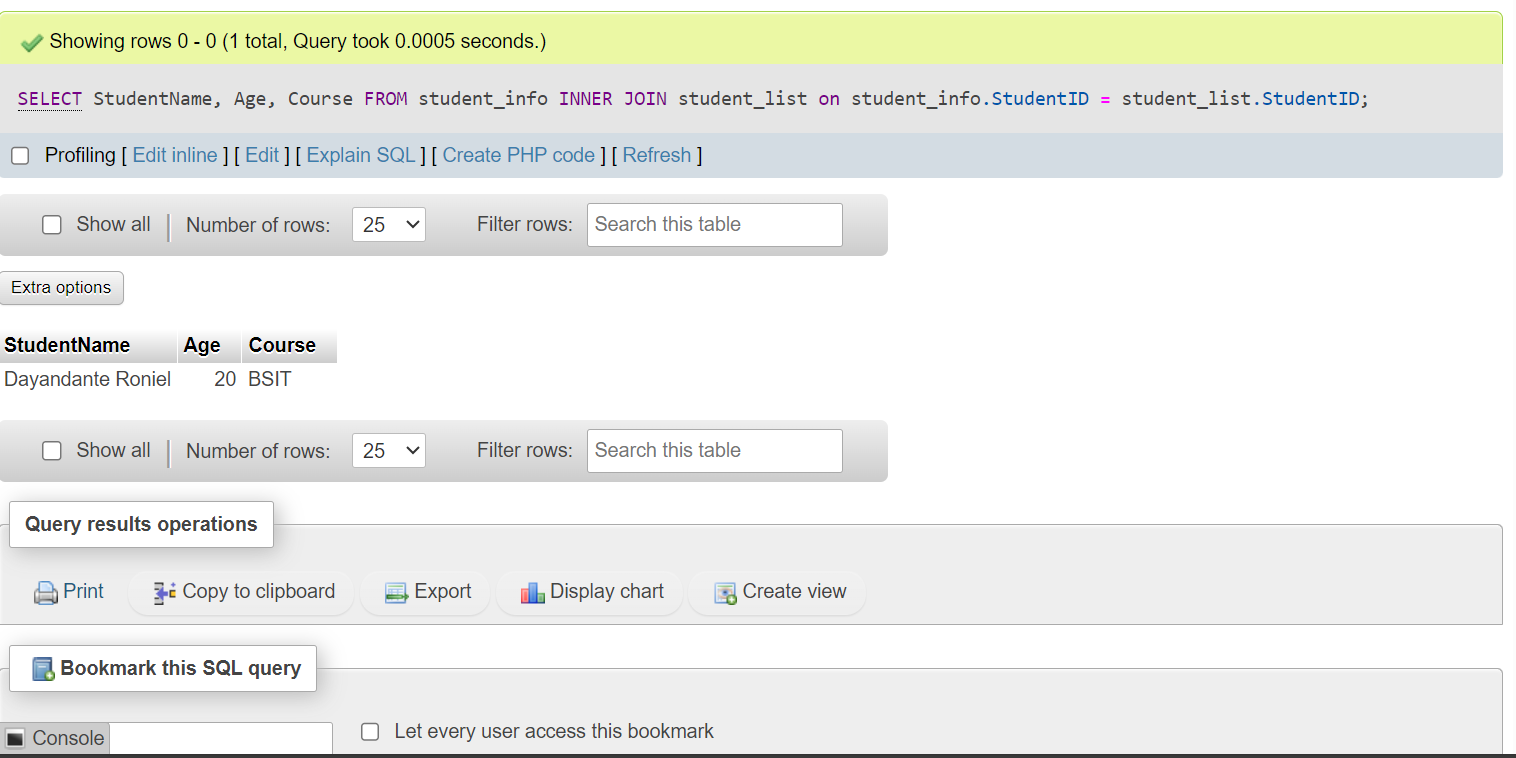 Showing rows 0 - 0 (1 total, Query took 0.0005 seconds.)
SELECT StudentName, Age, Course FROM student_info INNER JOIN student_list on student_info.StudentID = student_list.StudentID;
Profiling [ Edit inline ] [ Edit ] [ Explain SQL ] [ Create PHP code ] [ Refresh ]
Show all | Number of rows: 25 Filter rows: Search this table
Extra options
StudentName Age Course
Dayandante Roniel 20 BSIT
Show all | Number of rows: 25 Filter rows: Search this table
Query results operations
Print Copy to clipboard Export Display chart Create view
Bookmark this SQL query
Console Let every user access this bookmark